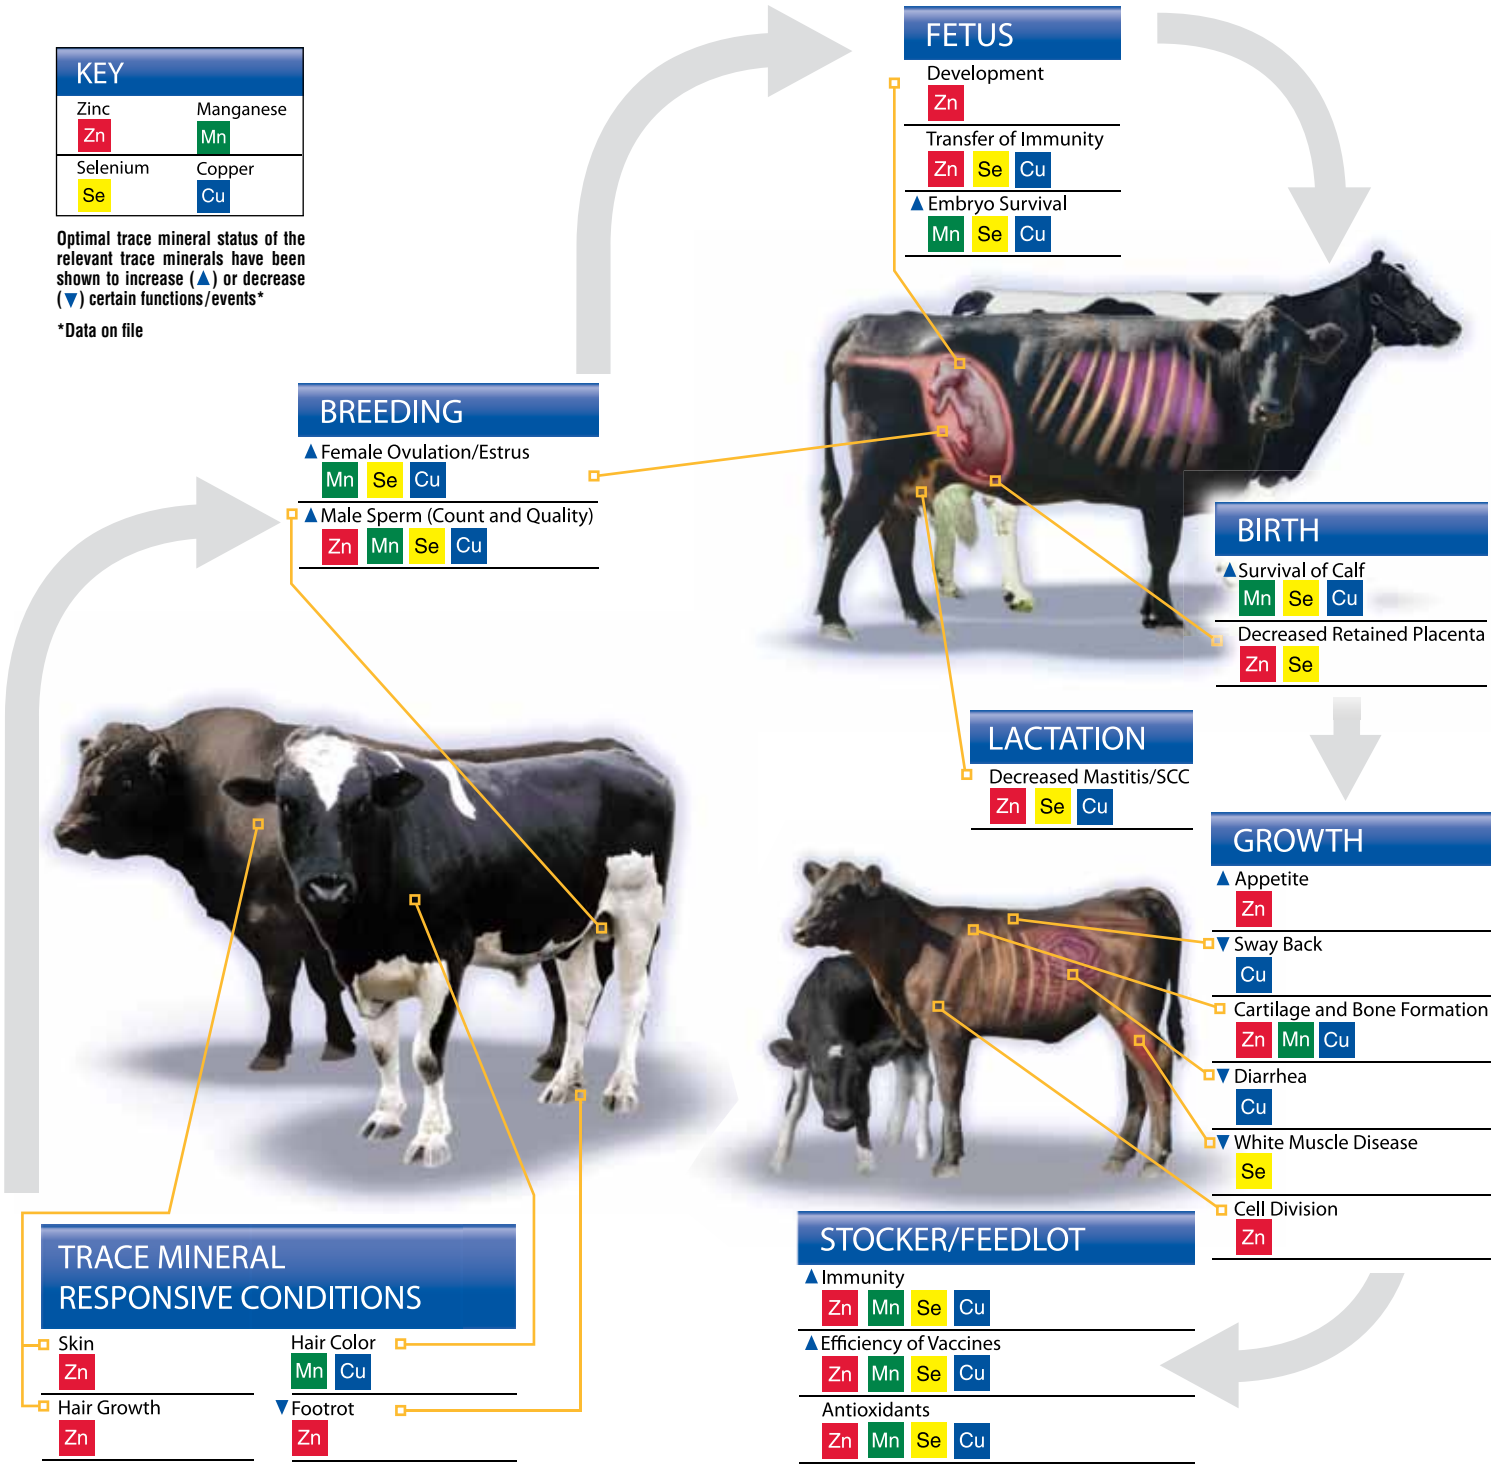 KEY
Zinc Manganese
Zn Mn
Selenium Copper
Se Cu
Optimal trace mineral status of the
relevant trace minerals have been
shown to increase (▲) or decrease
(▼) certain functions/events*
*Data on file
FETUS
Development
Zn
Transfer of Immunity
Zn Se Cu
▲ Embryo Survival
Mn Se Cu
BREEDING
▲ Female Ovulation/Estrus
Mn Se Cu
▲ Male Sperm (Count and Quality)
Zn Mn Se Cu
BIRTH
▲ Survival of Calf
Mn Se Cu
Decreased Retained Placenta
Zn Se
LACTATION
Decreased Mastitis/SCC
Zn Se Cu
GROWTH
▲ Appetite
Zn
▼ Sway Back
Cu
Cartilage and Bone Formation
Zn Mn Cu
▼ Diarrhea
Cu
▼ White Muscle Disease
Se
Cell Division
Zn
STOCKER/FEEDLOT
▲ Immunity
Zn Mn Se Cu
▲ Efficiency of Vaccines
Zn Mn Se Cu
Antioxidants
Zn Mn Se Cu
TRACE MINERAL
RESPONSIVE CONDITIONS
Skin Hair Color
Zn Mn Cu
Hair Growth ▼ Footrot
Zn Zn